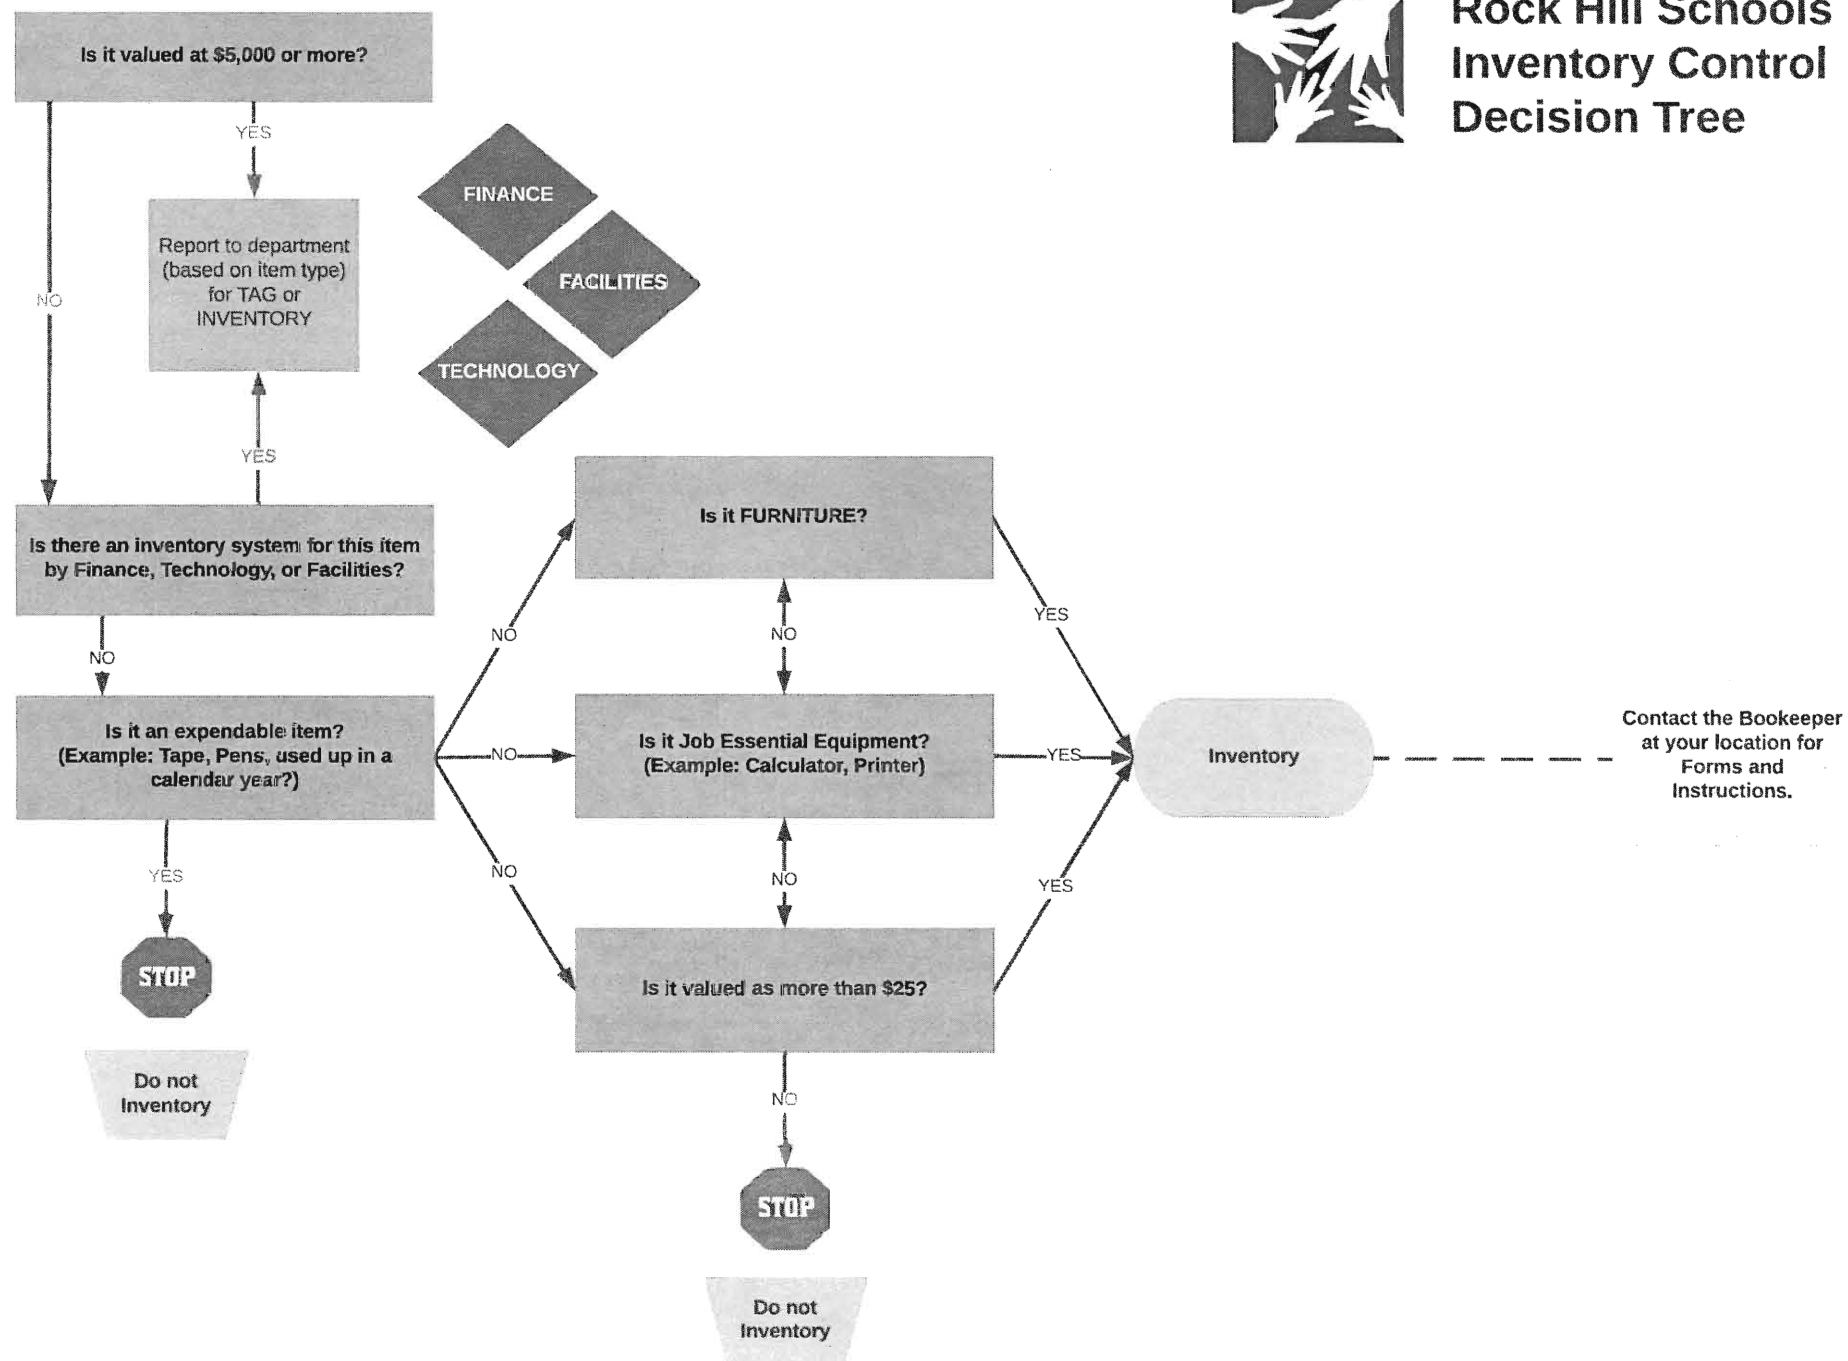 Rock Hill Schools
Inventory Control
Decision Tree
Is it valued at $5,000 or more?
YES
NO
Report to department
(based on item type)
for TAG or
INVENTORY
FINANCE
FACILITIES
TECHNOLOGY
YES
Is there an inventory system for this item
by Finance, Technology, or Facilities?
NO
Is it an expendable item?
(Example: Tape, Pens, used up in a
calendar year?)
YES
STOP
Do not
Inventory
NO
NO
NO
Is it FURNITURE?
NO
Is it Job Essential Equipment?
(Example: Calculator, Printer)
NO
Is it valued as more than $25?
NO
STOP
Do not
Inventory
YES
YES
YES
Inventory
Contact the Bookeeper
at your location for
Forms and
Instructions.